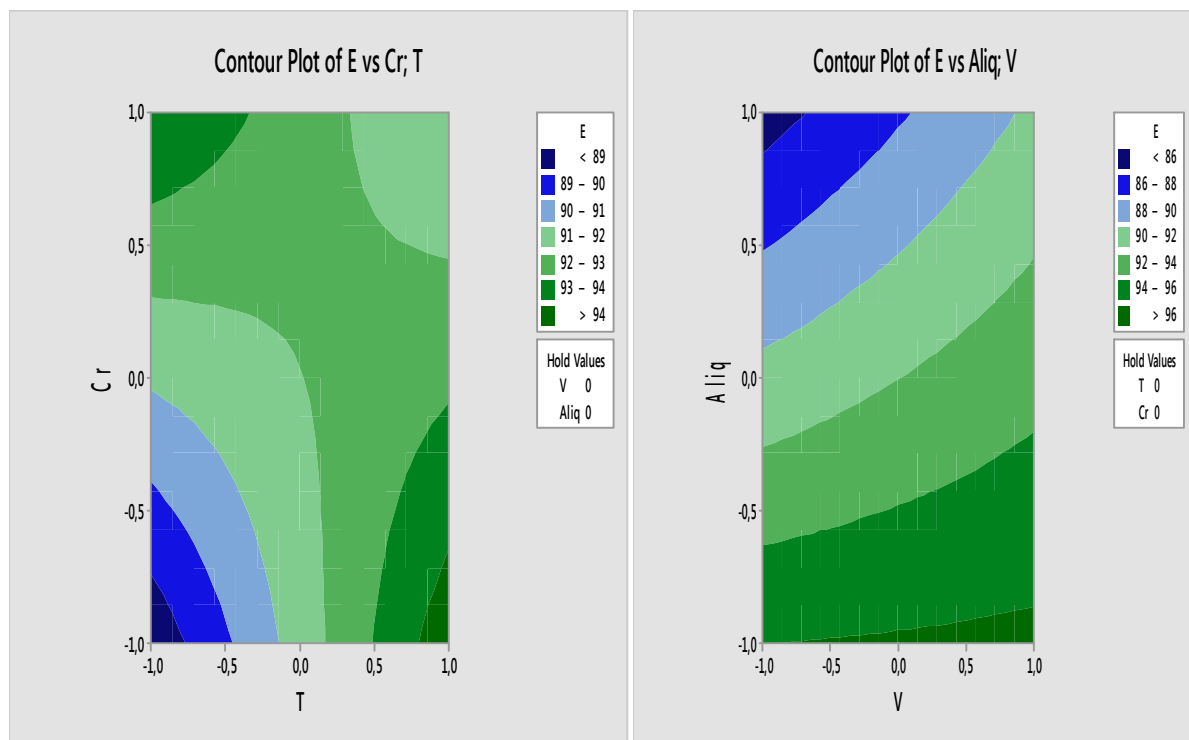 Contour Plot of E vs Cr; T
1,0
0,5
0,0
-0,5
-1,0
Cr
-1,0 -0,5 0,0 0,5 1,0
T
E
< 89
89 – 90
90 – 91
91 – 92
92 – 93
93 – 94
> 94
Hold Values
V 0
Aliq 0
Contour Plot of E vs Aliq; V
1,0
0,5
0,0
-0,5
-1,0
Aliq
-1,0 -0,5 0,0 0,5 1,0
V
E
< 86
86 – 88
88 – 90
90 – 92
92 – 94
94 – 96
> 96
Hold Values
T 0
Cr 0